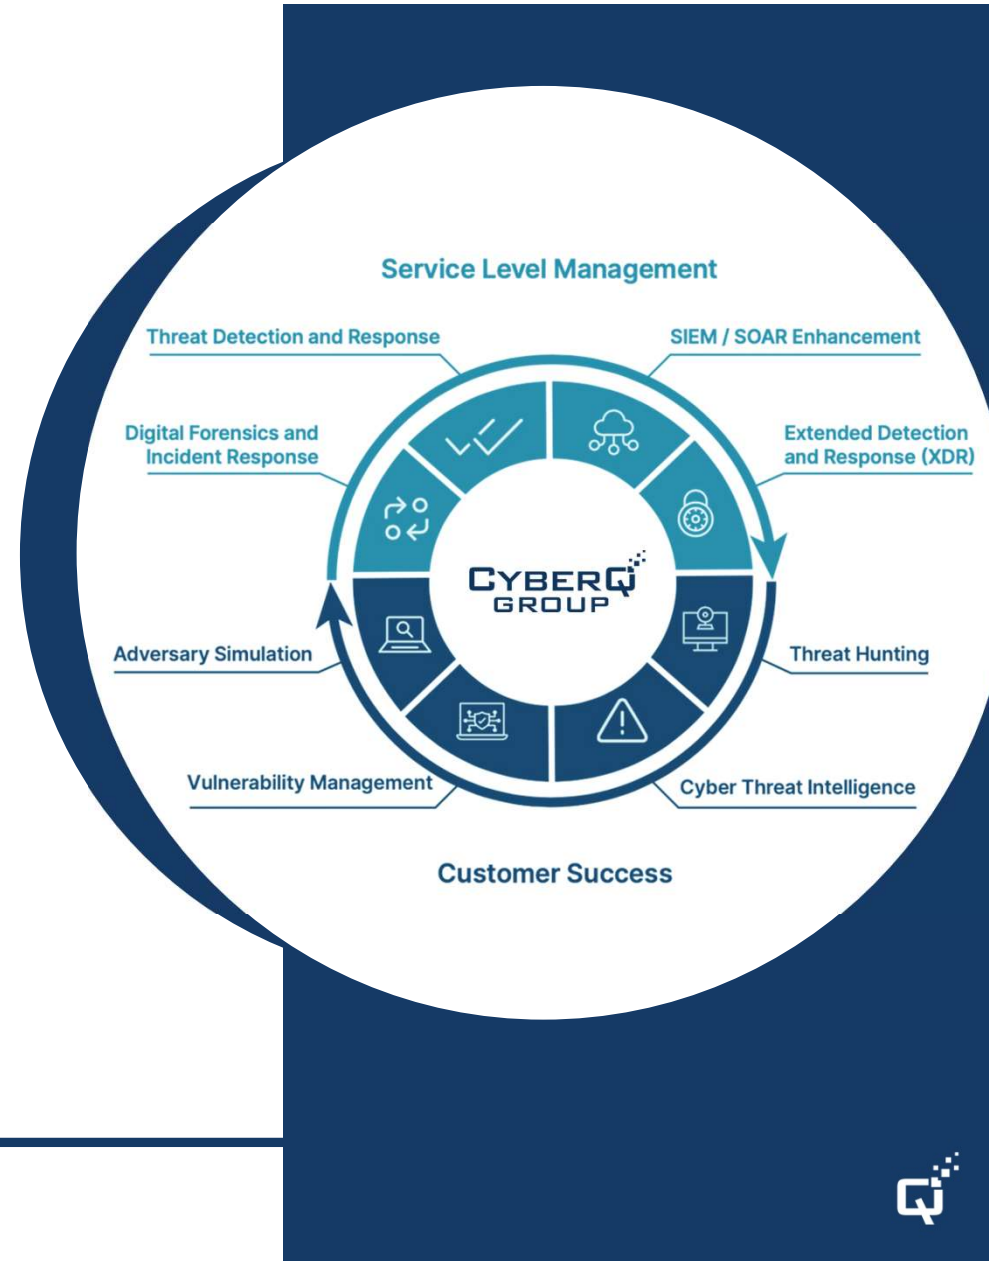 Service Level Management
Threat Detection and Response
SIEM / SOAR Enhancement
Digital Forensics and
Incident Response
Extended Detection
and Response (XDR)
CYBERQ
GROUP
Adversary Simulation
Threat Hunting
Vulnerability Management
Cyber Threat Intelligence
Customer Success
Q